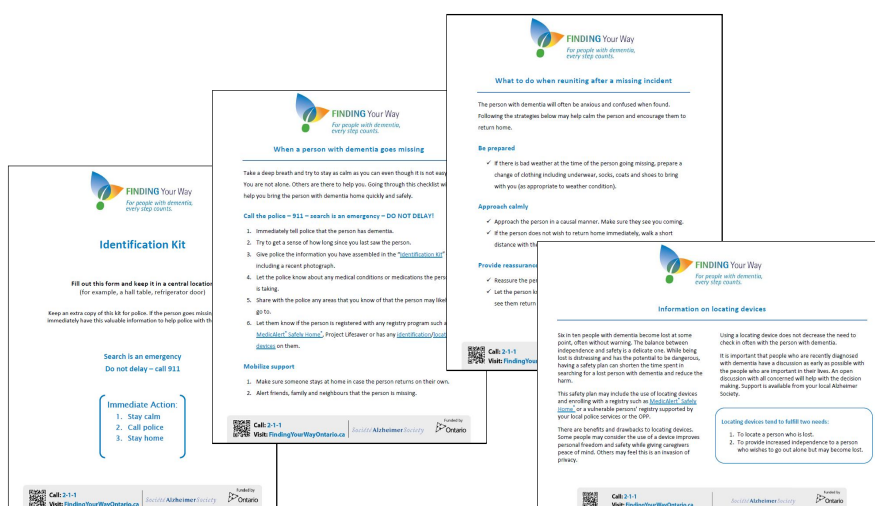 FINDING Your Way
For people with dementia,
every step counts.
Identification Kit
Fill out this form and keep it in a central location
(for example, a hall table, refrigerator door)
Keep an extra copy of this kit for police. If the person goes missin
immediately have this valuable information to help police with th
Search is an emergency
Do not delay – call 911
Immediate Action:
1. Stay calm
2. Call police
3. Stay home
Call: 2-1-1
Visit: FindingYourWayOntario.ca
Société Alzheimer Society
Funded by
Ontario
FINDING Your Way
For people with dementia,
every step counts.
When a person with dementia goes missing
Take a deep breath and try to stay as calm as you can even though it is not easy
You are not alone. Others are there to help you. Going through this checklist wi
help you bring the person with dementia home quickly and safely.
Call the police – 911 – search is an emergency – DO NOT DELAY!
1. Immediately tell police that the person has dementia.
2. Try to get a sense of how long since you last saw the person.
3. Give police the information you have assembled in the "Identification Kit"
including a recent photograph.
4. Let the police know about any medical conditions or medications the pers
is taking.
5. Share with the police any areas that you know of that the person may likel
go to.
6. Let them know if the person is registered with any registry program such a
MedicAlert® Safely Home®, Project Lifesaver or has any identification/locat
devices on them.
Mobilize support
1. Make sure someone stays at home in case the person returns on their own.
2. Alert friends, family and neighbours that the person is missing.
Call: 2-1-1
Visit: FindingYourWayOntario.ca
Société Alzheimer Society
Funded by
Ontario
FINDING Your Way
For people with dementia,
every step counts.
What to do when reuniting after a missing incident
The person with dementia will often be anxious and confused when found.
Following the strategies below may help calm the person and encourage them to
return home.
Be prepared
✓ If there is bad weather at the time of the person going missing, prepare a
change of clothing including underwear, socks, coats and shoes to bring
with you (as appropriate to weather condition).
Approach calmly
✓ Approach the person in a causal manner. Make sure they see you coming.
✓ If the person does not wish to return home immediately, walk a short
distance with the
Provide reassurance
✓ Reassure the per
✓ Let the person k
see them return
Call: 2-1-1
Visit: FindingYour
FINDING Your Way
For people with dementia,
every step counts.
Information on locating devices
Six in ten people with dementia become lost at some
point, often without warning. The balance between
independence and safety is a delicate one. While being
lost is distressing and has the potential to be dangerous,
having a safety plan can shorten the time spent in
searching for a lost person with dementia and reduce the
harm.
This safety plan may include the use of locating devices
and enrolling with a registry such as MedicAlert® Safely
Home® or a vulnerable persons' registry supported by
your local police services or the OPP.
There are benefits and drawbacks to locating devices.
Some people may consider the use of a device improves
personal freedom and safety while giving caregivers
peace of mind. Others may feel this is an invasion of
privacy.
Using a locating device does not decrease the need to
check in often with the person with dementia.
It is important that people who are recently diagnosed
with dementia have a discussion as early as possible with
the people who are important in their lives. An open
discussion with all concerned will help with the decision
making. Support is available from your local Alzheimer
Society.
Locating devices tend to fulfill two needs:
1. To locate a person who is lost.
2. To provide increased independence to a person
who wishes to go out alone but may become lost.
Call: 2-1-1
Visit: FindingYourWayOntario.ca
Société Alzheimer Society
Funded by
Ontario